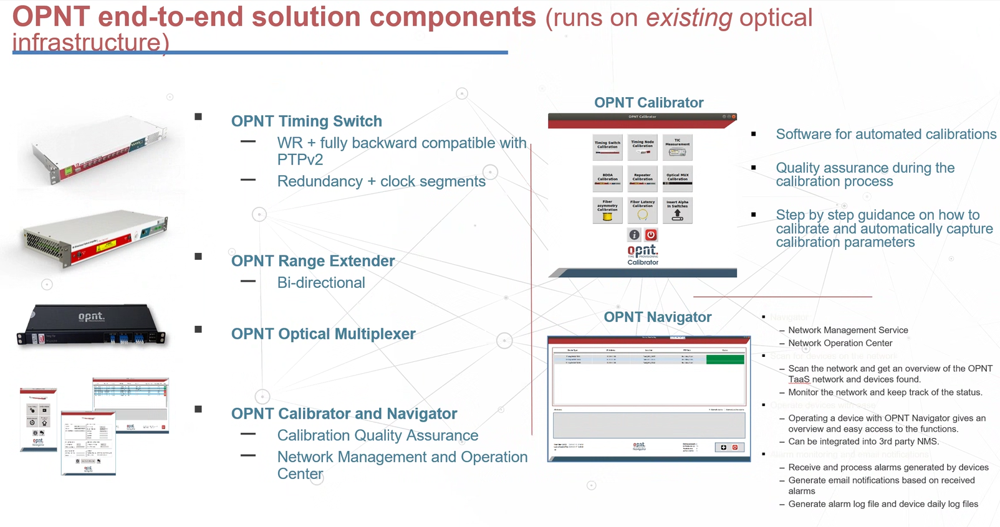 OPNT end-to-end solution components (runs on existing optical
infrastructure)
OPNT Timing Switch
– WR + fully backward compatible with
PTPv2
– Redundancy + clock segments
OPNT Range Extender
– Bi-directional
OPNT Optical Multiplexer
OPNT Calibrator and Navigator
– Calibration Quality Assurance
– Network Management and Operation
Center
opnt.
TIME PROVISIONING
OPNT Calibrator
OPNT Calibrator
Timing Switch
Calibration
Timing Node
Calibration
TIC
Measurement
BDOA
Calibration
Repeater
Calibration
Optical MUX
Calibration
Fiber
asymmetry
Calibration
Fiber Latency
Calibration
Insert Alpha
In Switches
opnt.
TIME PROVISIONING
Calibrator
Software for automated calibrations
Quality assurance during the
calibration process
Step by step guidance on how to
calibrate and automatically capture
calibration parameters
OPNT Navigator
opnt.
Navigator
Navigator
– Network Management Service
– Network Operation Center
Scan for devices on the network
– Scan the network and get an overview of the OPNT
TaaS network and devices found.
– Monitor the network and keep track of the status.
Operate devices with ease
– Operating a device with OPNT Navigator gives an
overview and easy access to the functions.
– Can be integrated into 3rd party NMS.
Alarm monitoring and email notifications
– Receive and process alarms generated by devices
– Generate email notifications based on received
alarms
– Generate alarm log file and device daily log files